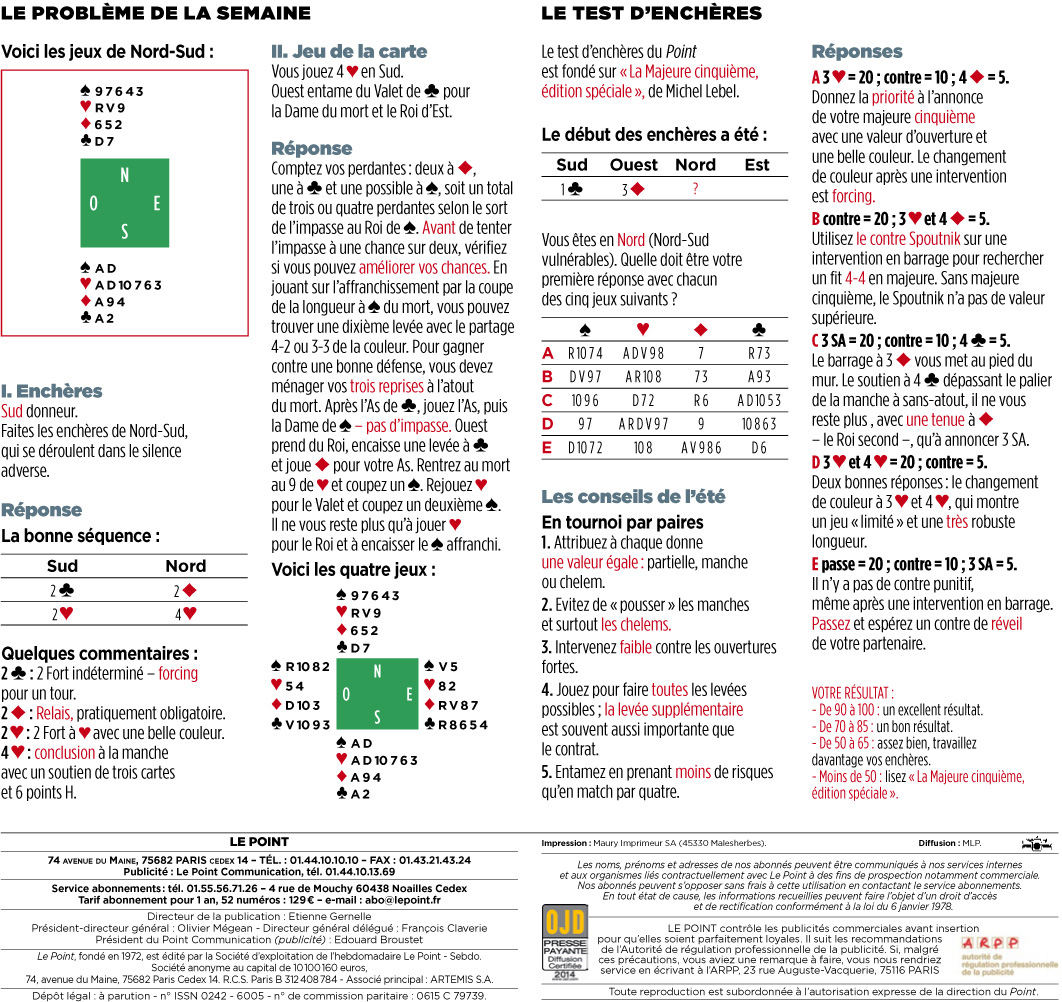 LE PROBLÈME DE LA SEMAINE
Voici les jeux de Nord-Sud :
♠ 9 7 6 4 3
♥ R V 9
♦ 6 5 2
♣ D 7
N
O E
S
♠ A D
♥ A D 10 7 6 3
♦ A 9 4
♣ A 2
I. Enchères
Sud donneur.
Faites les enchères de Nord-Sud,
qui se déroulent dans le silence
adverse.
Réponse
La bonne séquence :
Sud Nord
2 ♣ 2 ♦
2 ♥ 4 ♥
Quelques commentaires :
2 ♣ : 2 Fort indéterminé – forcing
pour un tour.
2 ♦ : Relais, pratiquement obligatoire.
2 ♥ : 2 Fort à ♥ avec une belle couleur.
4 ♥ : conclusion à la manche
avec un soutien de trois cartes
et 6 points H.
II. Jeu de la carte
Vous jouez 4 ♥ en Sud.
Ouest entame du Valet de ♣ pour
la Dame du mort et le Roi d'Est.
Réponse
Comptez vos perdantes : deux à ♦,
une à ♣ et une possible à ♠, soit un total
de trois ou quatre perdantes selon le sort
de l'impasse au Roi de ♠. Avant de tenter
l'impasse à une chance sur deux, vérifiez
si vous pouvez améliorer vos chances. En
jouant sur l'affranchissement par la coupe
de la longueur à ♠ du mort, vous pouvez
trouver une dixième levée avec le partage
4-2 ou 3-3 de la couleur. Pour gagner
contre une bonne défense, vous devez
ménager vos trois reprises à l'atout
du mort. Après l'As de ♣, jouez l'As, puis
la Dame de ♠ – pas d'impasse. Ouest
prend du Roi, encaisse une levée à ♣
et joue ♦ pour votre As. Rentrez au mort
au 9 de ♥ et coupez un ♠. Rejouez ♥
pour le Valet et coupez un deuxième ♠.
Il ne vous reste plus qu'à jouer ♥
pour le Roi et à encaisser le ♠ affranchi.
Voici les quatre jeux :
♠ 9 7 6 4 3
♥ R V 9
♦ 6 5 2
♣ D 7
♠ R 10 8 2 N ♠ V 5
♥ 5 4 ♥ 8 2
♦ D 10 3 O E ♦ R V 8 7
♣ V 10 9 3 S ♣ R 8 6 5 4
♠ A D
♥ A D 10 7 6 3
♦ A 9 4
♣ A 2
LE TEST D'ENCHÈRES
Le test d'enchères du Point
est fondé sur « La Majeure cinquième,
édition spéciale », de Michel Lebel.
Le début des enchères a été :
Sud Ouest Nord Est
1 ♣ 3 ♦ ?
Vous êtes en Nord (Nord-Sud
vulnérables). Quelle doit être votre
première réponse avec chacun
des cinq jeux suivants ?
♠ ♥ ♦ ♣
A R1074 ADV98 7 R73
B DV97 AR108 73 A93
C 1096 D72 R6 AD1053
D 97 ARDV97 9 10863
E D1072 108 AV986 D6
Les conseils de l'été
En tournoi par paires
1. Attribuez à chaque donne
une valeur égale : partielle, manche
ou chelem.
2. Evitez de « pousser » les manches
et surtout les chelems.
3. Intervenez faible contre les ouvertures
fortes.
4. Jouez pour faire toutes les levées
possibles ; la levée supplémentaire
est souvent aussi importante que
le contrat.
5. Entamez en prenant moins de risques
qu'en match par quatre.
Réponses
A 3 ♥ = 20 ; contre = 10 ; 4 ♦ = 5.
Donnez la priorité à l'annonce
de votre majeure cinquième
avec une valeur d'ouverture et
une belle couleur. Le changement
de couleur après une intervention
est forcing.
B contre = 20 ; 3 ♥ et 4 ♦ = 5.
Utilisez le contre Spoutnik sur une
intervention en barrage pour rechercher
un fit 4-4 en majeure. Sans majeure
cinquième, le Spoutnik n'a pas de valeur
supérieure.
C 3 SA = 20 ; contre = 10 ; 4 ♣ = 5.
Le barrage à 3 ♦ vous met au pied du
mur. Le soutien à 4 ♣ dépassant le palier
de la manche à sans-atout, il ne vous
reste plus , avec une tenue à ♦
– le Roi second –, qu'à annoncer 3 SA.
D 3 ♥ et 4 ♥ = 20 ; contre = 5.
Deux bonnes réponses : le changement
de couleur à 3 ♥ et 4 ♥, qui montre
un jeu « limité » et une très robuste
longueur.
E passe = 20 ; contre = 10 ; 3 SA = 5.
Il n'y a pas de contre punitif,
même après une intervention en barrage.
Passez et espérez un contre de réveil
de votre partenaire.
VOTRE RÉSULTAT :
- De 90 à 100 : un excellent résultat.
- De 70 à 85 : un bon résultat.
- De 50 à 65 : assez bien, travaillez
davantage vos enchères.
- Moins de 50 : lisez « La Majeure cinquième,
édition spéciale ».
LE POINT
74 AVENUE DU MAINE, 75682 PARIS CEDEX 14 – TÉL. : 01.44.10.10.10 – FAX : 01.43.21.43.24
Publicité : Le Point Communication, tél. 01.44.10.13.69
Service abonnements : tél. 01.55.56.71.26 – 4 rue de Mouchy 60438 Noailles Cedex
Tarif abonnement pour 1 an, 52 numéros : 129 € – e-mail : abo@lepoint.fr
Directeur de la publication : Etienne Gernelle
Président-directeur général : Olivier Mégean - Directeur général délégué : François Claverie
Président du Point Communication (publicité) : Edouard Broustet
Le Point, fondé en 1972, est édité par la Société d'exploitation de l'hebdomadaire Le Point - Sebdo.
Société anonyme au capital de 10 100 160 euros,
74, avenue du Maine, 75682 Paris Cedex 14. R.C.S. Paris B 312 408 784 - Associé principal : ARTEMIS S.A.
Dépôt légal : à parution - n° ISSN 0242 - 6005 - n° de commission paritaire : 0615 C 79739.
Impression : Maury Imprimeur SA (45330 Malesherbes). Diffusion : MLP.
Les noms, prénoms et adresses de nos abonnés peuvent être communiqués à nos services internes
et aux organismes liés contractuellement avec Le Point à des fins de prospection notamment commerciale.
Nos abonnés peuvent s'opposer sans frais à cette utilisation en contactant le service abonnements.
En tout état de cause, les informations recueillies peuvent faire l'objet d'un droit d'accès
et de rectification conformément à la loi du 6 janvier 1978.
OJD
PRESSE
PAYANTE
Diffusion
Certifiée
2014
LE POINT contrôle les publicités commerciales avant insertion
pour qu'elles soient parfaitement loyales. Il suit les recommandations
de l'Autorité de régulation professionnelle de la publicité. Si, malgré
ces précautions, vous aviez une remarque à faire, vous nous rendriez
service en écrivant à l'ARPP, 23 rue Auguste-Vacquerie, 75116 PARIS
ARPP
autorité de
régulation professionnelle
de la publicité
Toute reproduction est subordonnée à l'autorisation expresse de la direction du Point.